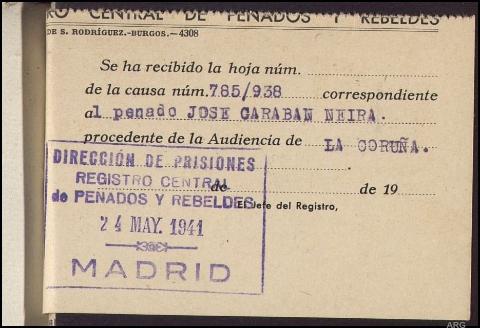 RO CENTRAL DE PENADOS Y REBELDES
DE S. RODRÍGUEZ.-BURGOS.—4308
Se ha recibido la hoja núm.
de la causa núm. 785/938 correspondiente
al penado JOSE CARABAN NEIRA.
procedente de la Audiencia de LA CORUÑA.
de de 19
El Jefe del Registro,
DIRECCIÓN DE PRISIONES
REGISTRO CENTRAL
de PENADOS Y REBELDES
24 MAY. 1941
MADRID
ARG